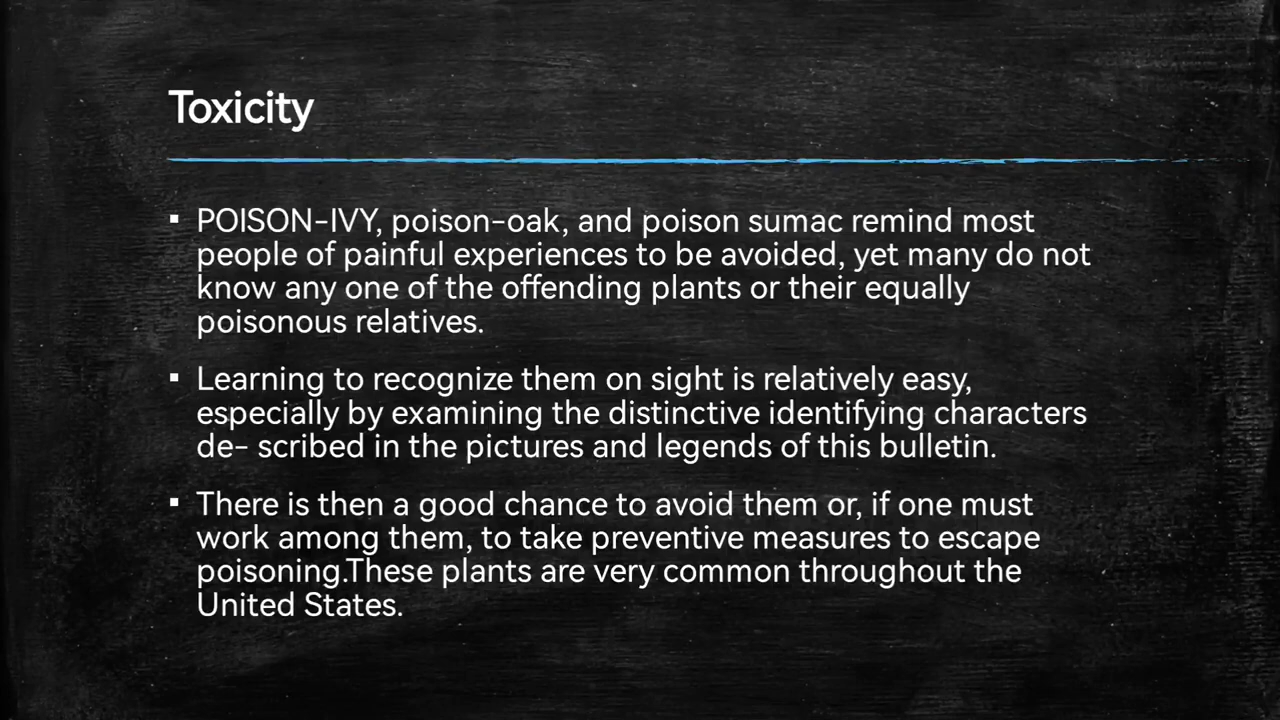 Toxicity
▪ POISON-IVY, poison-oak, and poison sumac remind most
people of painful experiences to be avoided, yet many do not
know any one of the offending plants or their equally
poisonous relatives.
▪ Learning to recognize them on sight is relatively easy,
especially by examining the distinctive identifying characters
de- scribed in the pictures and legends of this bulletin.
▪ There is then a good chance to avoid them or, if one must
work among them, to take preventive measures to escape
poisoning.These plants are very common throughout the
United States.